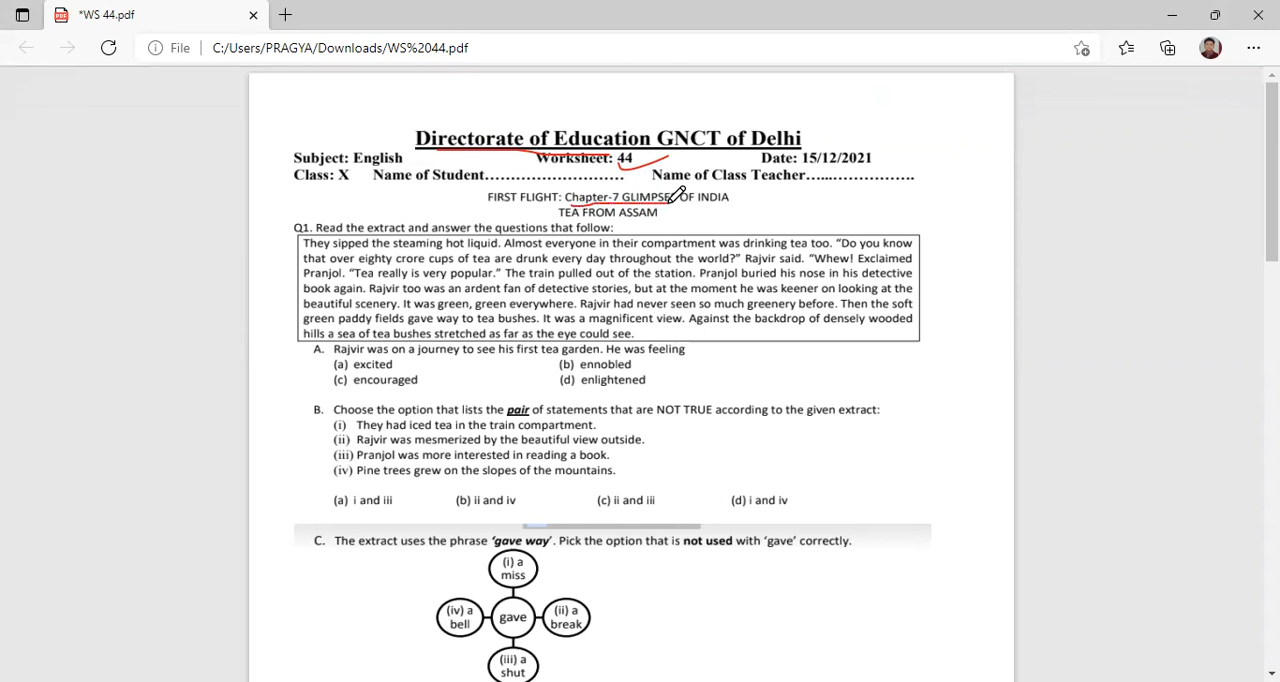 *WS 44.pdf
File C:/Users/PRAGYA/Downloads/WS%2044.pdf
Directorate of Education GNCT of Delhi
Subject: English Worksheet: 44 Date: 15/12/2021
Class: X Name of Student………………………… Name of Class Teacher…...…………….
FIRST FLIGHT: Chapter-7 GLIMPSE OF INDIA
TEA FROM ASSAM
Q1. Read the extract and answer the questions that follow:
They sipped the steaming hot liquid. Almost everyone in their compartment was drinking tea too. “Do you know
that over eighty crore cups of tea are drunk every day throughout the world?” Rajvir said. “Whew! Exclaimed
Pranjol. “Tea really is very popular.” The train pulled out of the station. Pranjol buried his nose in his detective
book again. Rajvir too was an ardent fan of detective stories, but at the moment he was keener on looking at the
beautiful scenery. It was green, green everywhere. Rajvir had never seen so much greenery before. Then the soft
green paddy fields gave way to tea bushes. It was a magnificent view. Against the backdrop of densely wooded
hills a sea of tea bushes stretched as far as the eye could see.
A. Rajvir was on a journey to see his first tea garden. He was feeling
(a) excited (b) ennobled
(c) encouraged (d) enlightened
B. Choose the option that lists the pair of statements that are NOT TRUE according to the given extract:
(i) They had iced tea in the train compartment.
(ii) Rajvir was mesmerized by the beautiful view outside.
(iii) Pranjol was more interested in reading a book.
(iv) Pine trees grew on the slopes of the mountains.
(a) i and iii (b) ii and iv (c) ii and iii (d) i and iv
C. The extract uses the phrase ‘gave way’. Pick the option that is not used with ‘gave’ correctly.
(i) a
miss
(iv) a
bell
gave
(ii) a
break
(iii) a
shut